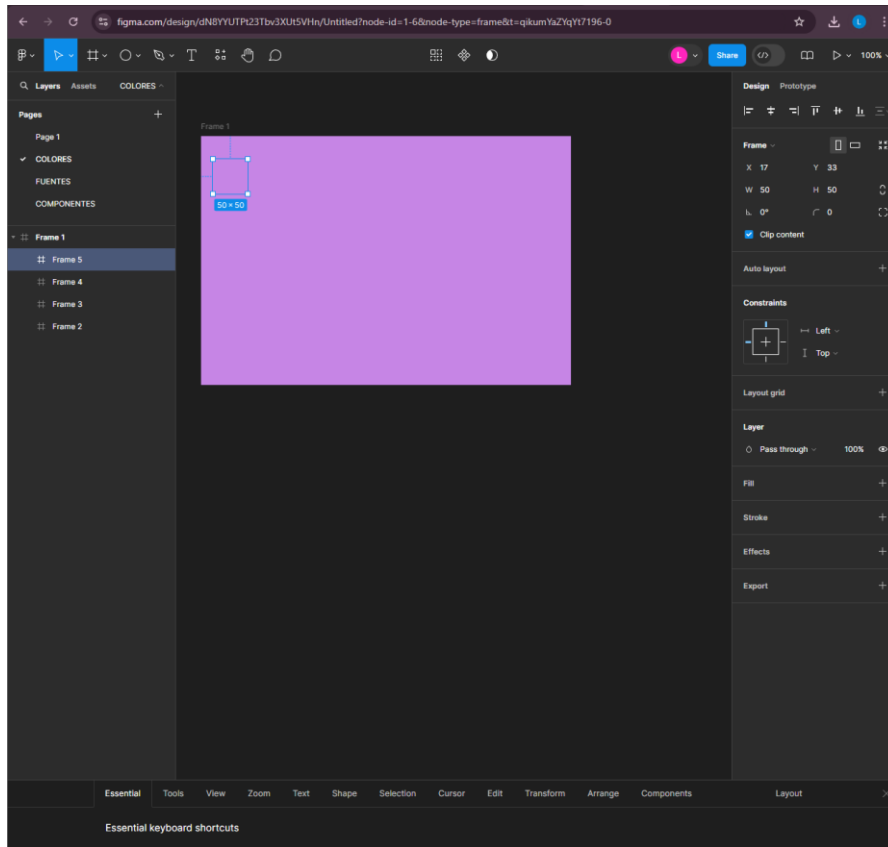 figma.com/design/dN8YYUTPt23Tbv3XUt5VHn/Untitled?node-id=1-6&node-type=frame&t=qikumYaZYqYt7196-0
L
L
Share
100%
Layers Assets COLORES
Design Prototype
Pages
Page 1
COLORES
FUENTES
COMPONENTES
Frame 1
Frame 5
Frame 4
Frame 3
Frame 2
Frame 1
50 × 50
Frame
X 17 Y 33
W 50 H 50
0° 0
Clip content
Auto layout
Constraints
Left
Top
Layout grid
Layer
Pass through 100%
Fill
Stroke
Effects
Export
Essential Tools View Zoom Text Shape Selection Cursor Edit Transform Arrange Components Layout
Essential keyboard shortcuts